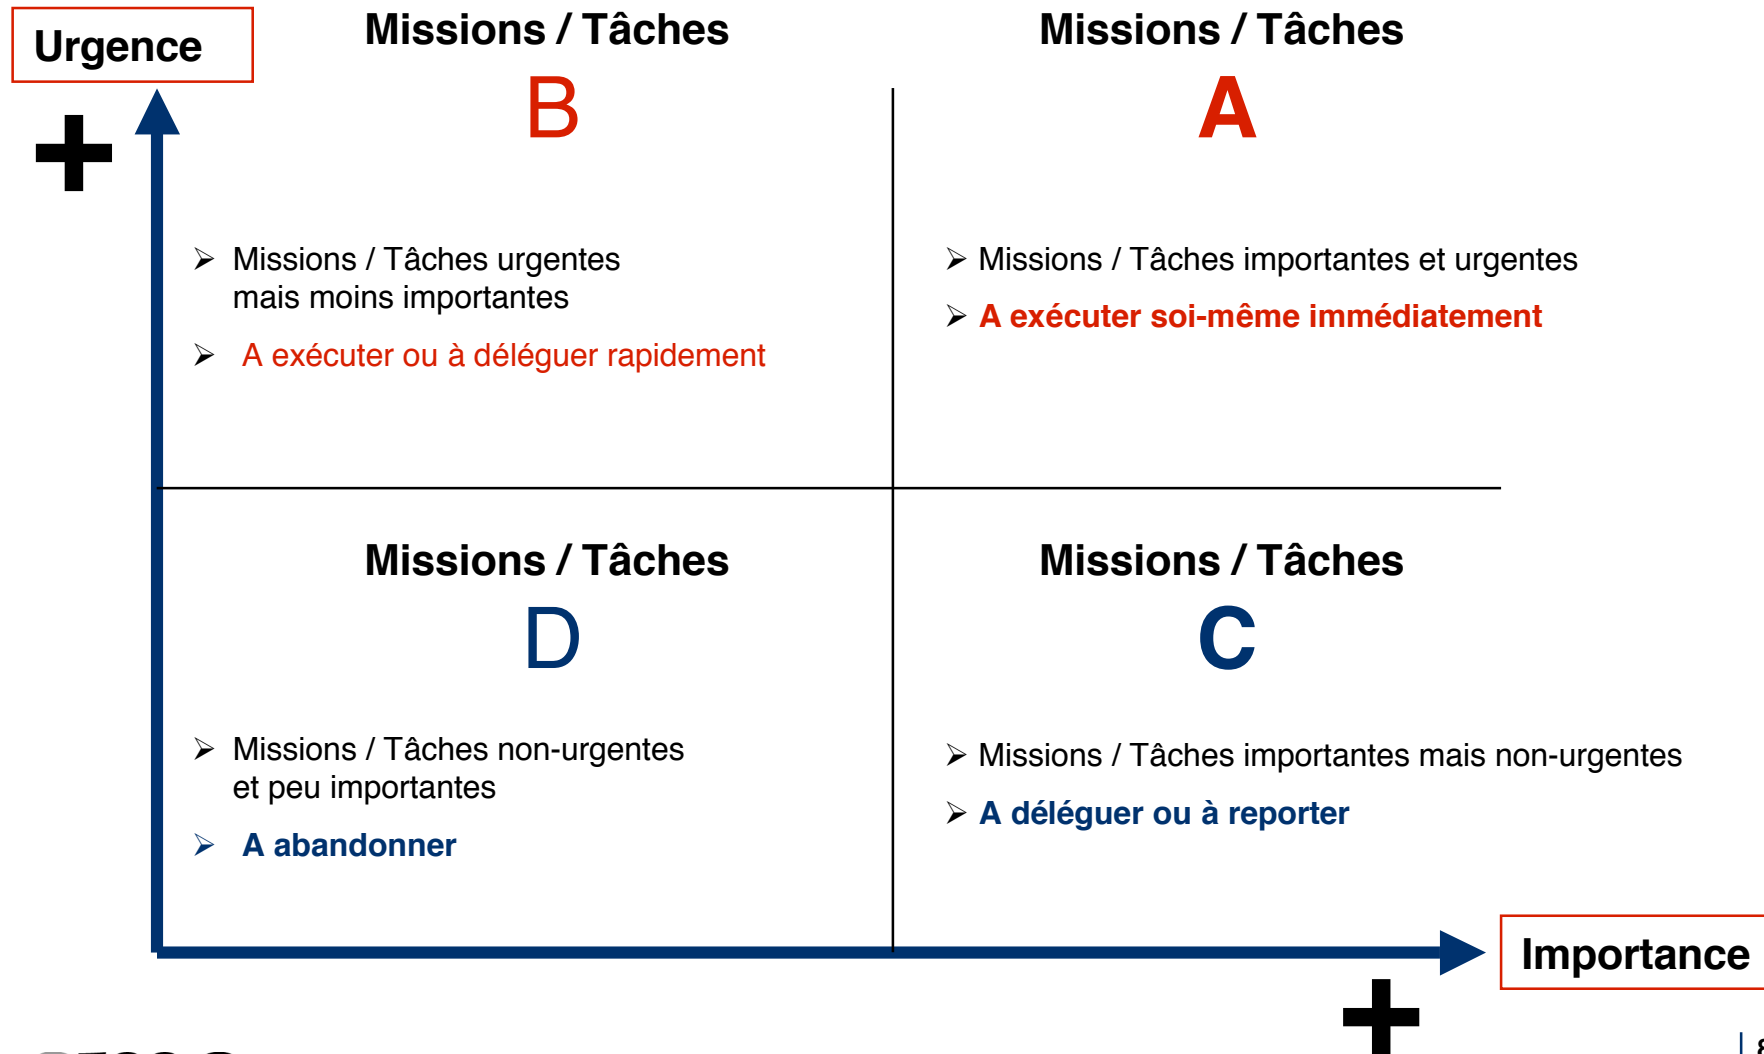 Urgence
+
Missions / Tâches
B
Missions / Tâches
A
➢ Missions / Tâches urgentes
mais moins importantes
➢ A exécuter ou à déléguer rapidement
➢ Missions / Tâches importantes et urgentes
➢ A exécuter soi-même immédiatement
Missions / Tâches
D
Missions / Tâches
C
➢ Missions / Tâches non-urgentes
et peu importantes
➢ A abandonner
➢ Missions / Tâches importantes mais non-urgentes
➢ A déléguer ou à reporter
Importance
+